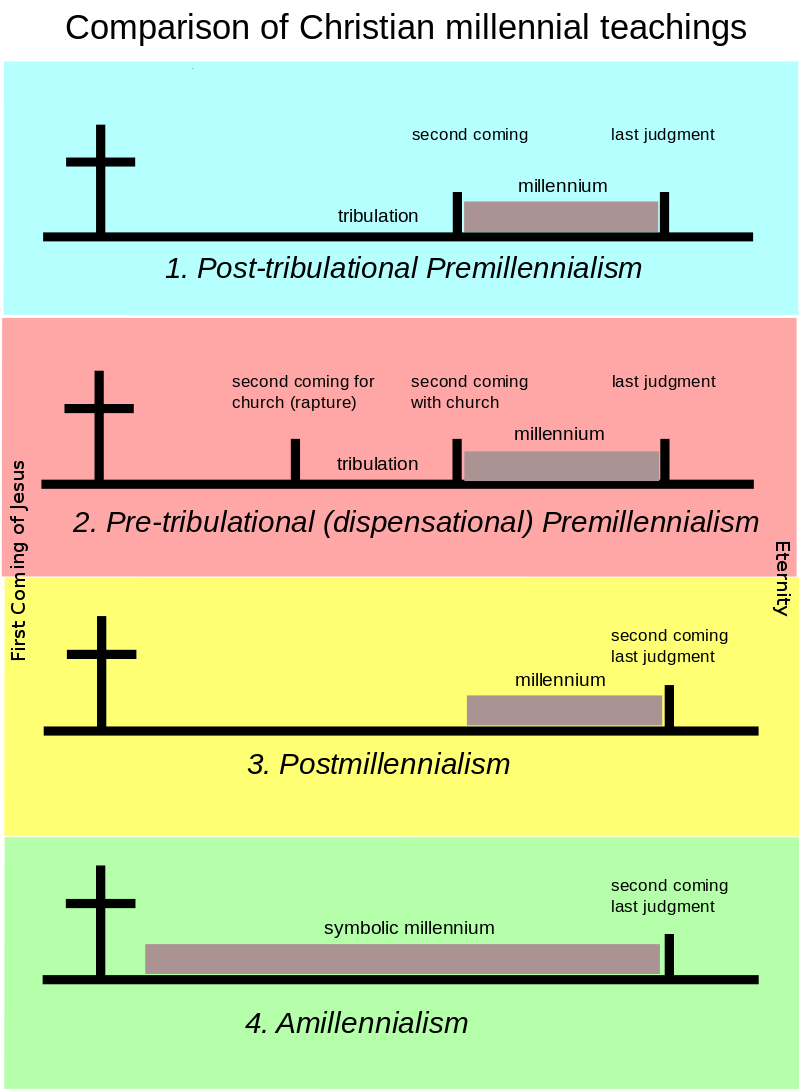 Comparison of Christian millennial teachings
second coming
last judgment
millennium
tribulation
1. Post-tribulational Premillennialism
second coming for
church (rapture)
second coming
with church
last judgment
millennium
tribulation
2. Pre-tribulational (dispensational) Premillennialism
First Coming of Jesus
Eternity
second coming
last judgment
millennium
3. Postmillennialism
second coming
last judgment
symbolic millennium
4. Amillennialism